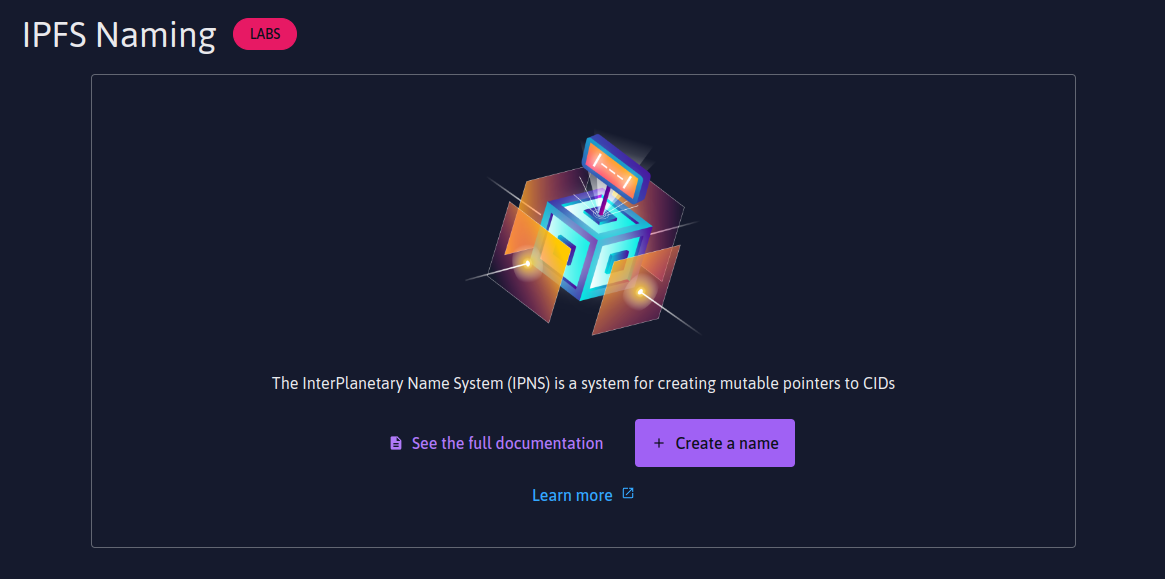 IPFS Naming LABS
The InterPlanetary Name System (IPNS) is a system for creating mutable pointers to CIDs
See the full documentation + Create a name
Learn more